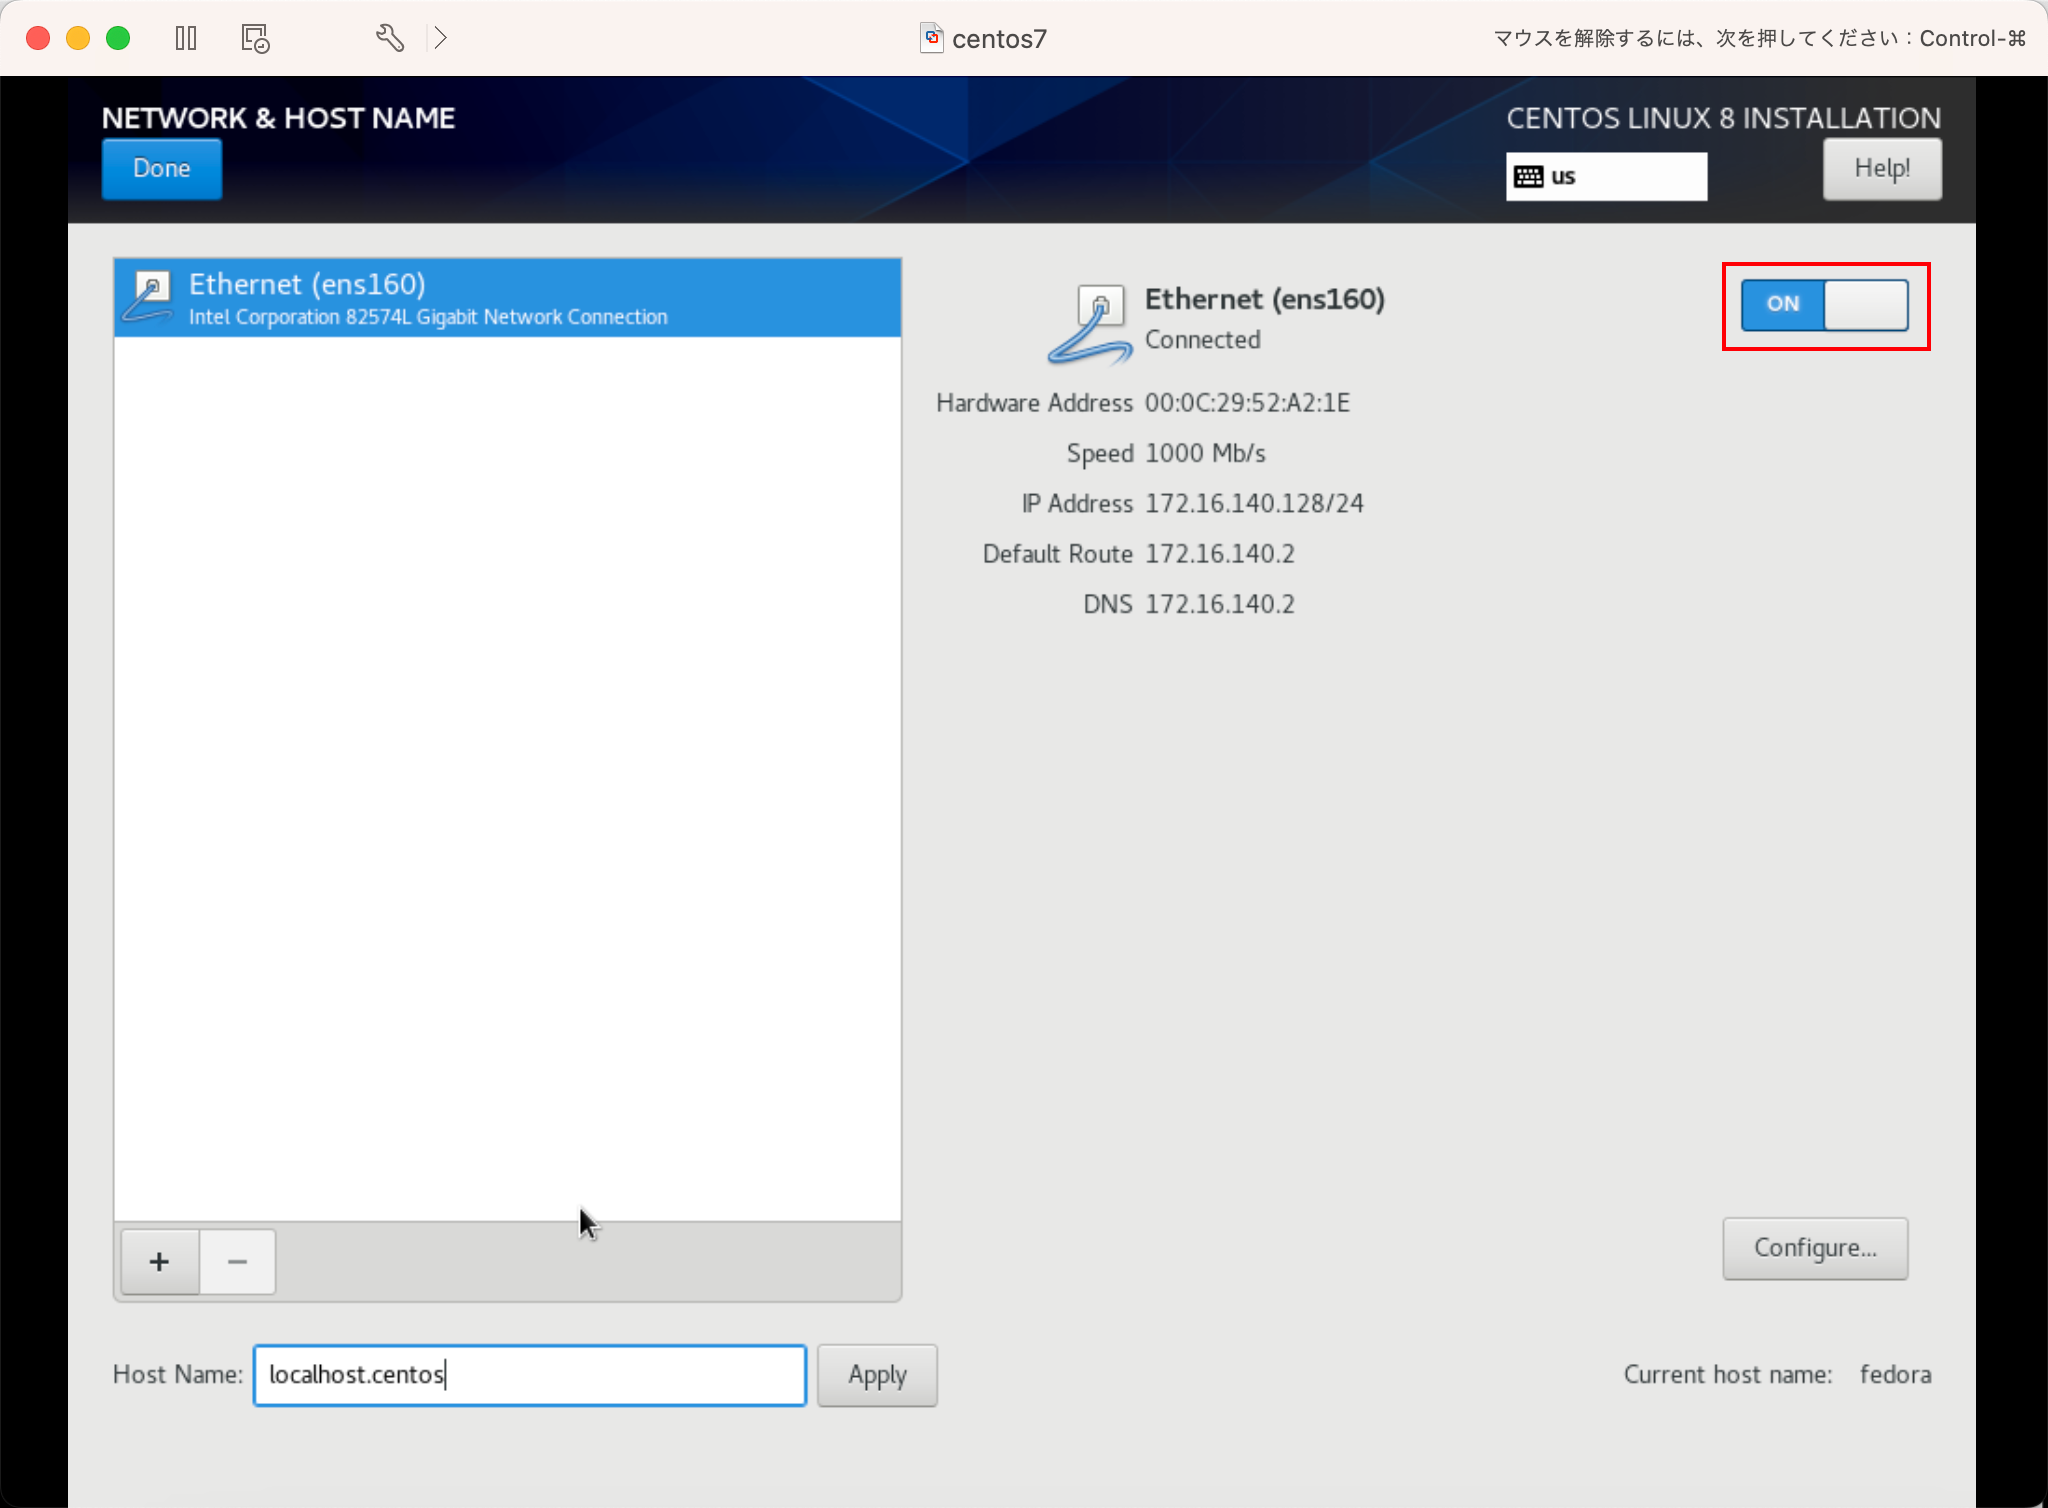 centos7
マウスを解除するには、次を押してください：Control-⌘
NETWORK & HOST NAME
CENTOS LINUX 8 INSTALLATION
Done
us
Help!
Ethernet (ens160)
Intel Corporation 82574L Gigabit Network Connection
Ethernet (ens160)
Connected
ON
Hardware Address 00:0C:29:52:A2:1E
Speed 1000 Mb/s
IP Address 172.16.140.128/24
Default Route 172.16.140.2
DNS 172.16.140.2
+ −
Configure...
Host Name: localhost.centos Apply
Current host name: fedora